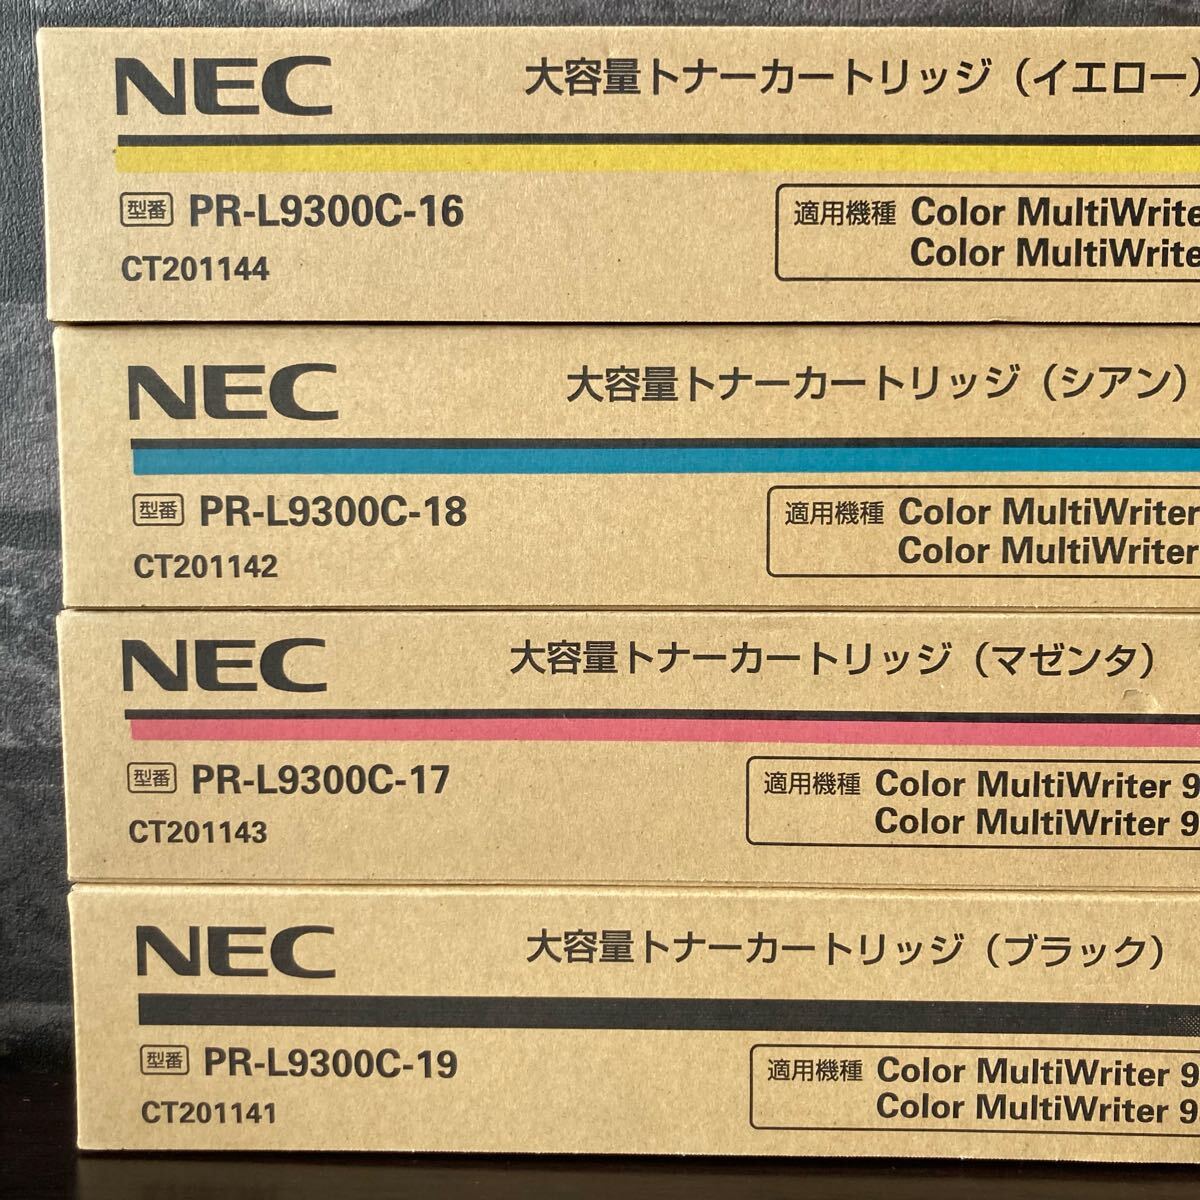 NEC 大容量トナーカートリッジ（イエロー）
型番 PR-L9300C-16
CT201144
適用機種 Color MultiWrite
Color MultiWrite
NEC 大容量トナーカートリッジ（シアン）
型番 PR-L9300C-18
CT201142
適用機種 Color MultiWriter
Color MultiWriter
NEC 大容量トナーカートリッジ（マゼンタ）
型番 PR-L9300C-17
CT201143
適用機種 Color MultiWriter 9
Color MultiWriter 9
NEC 大容量トナーカートリッジ（ブラック）
型番 PR-L9300C-19
CT201141
適用機種 Color MultiWriter 9
Color MultiWriter 9